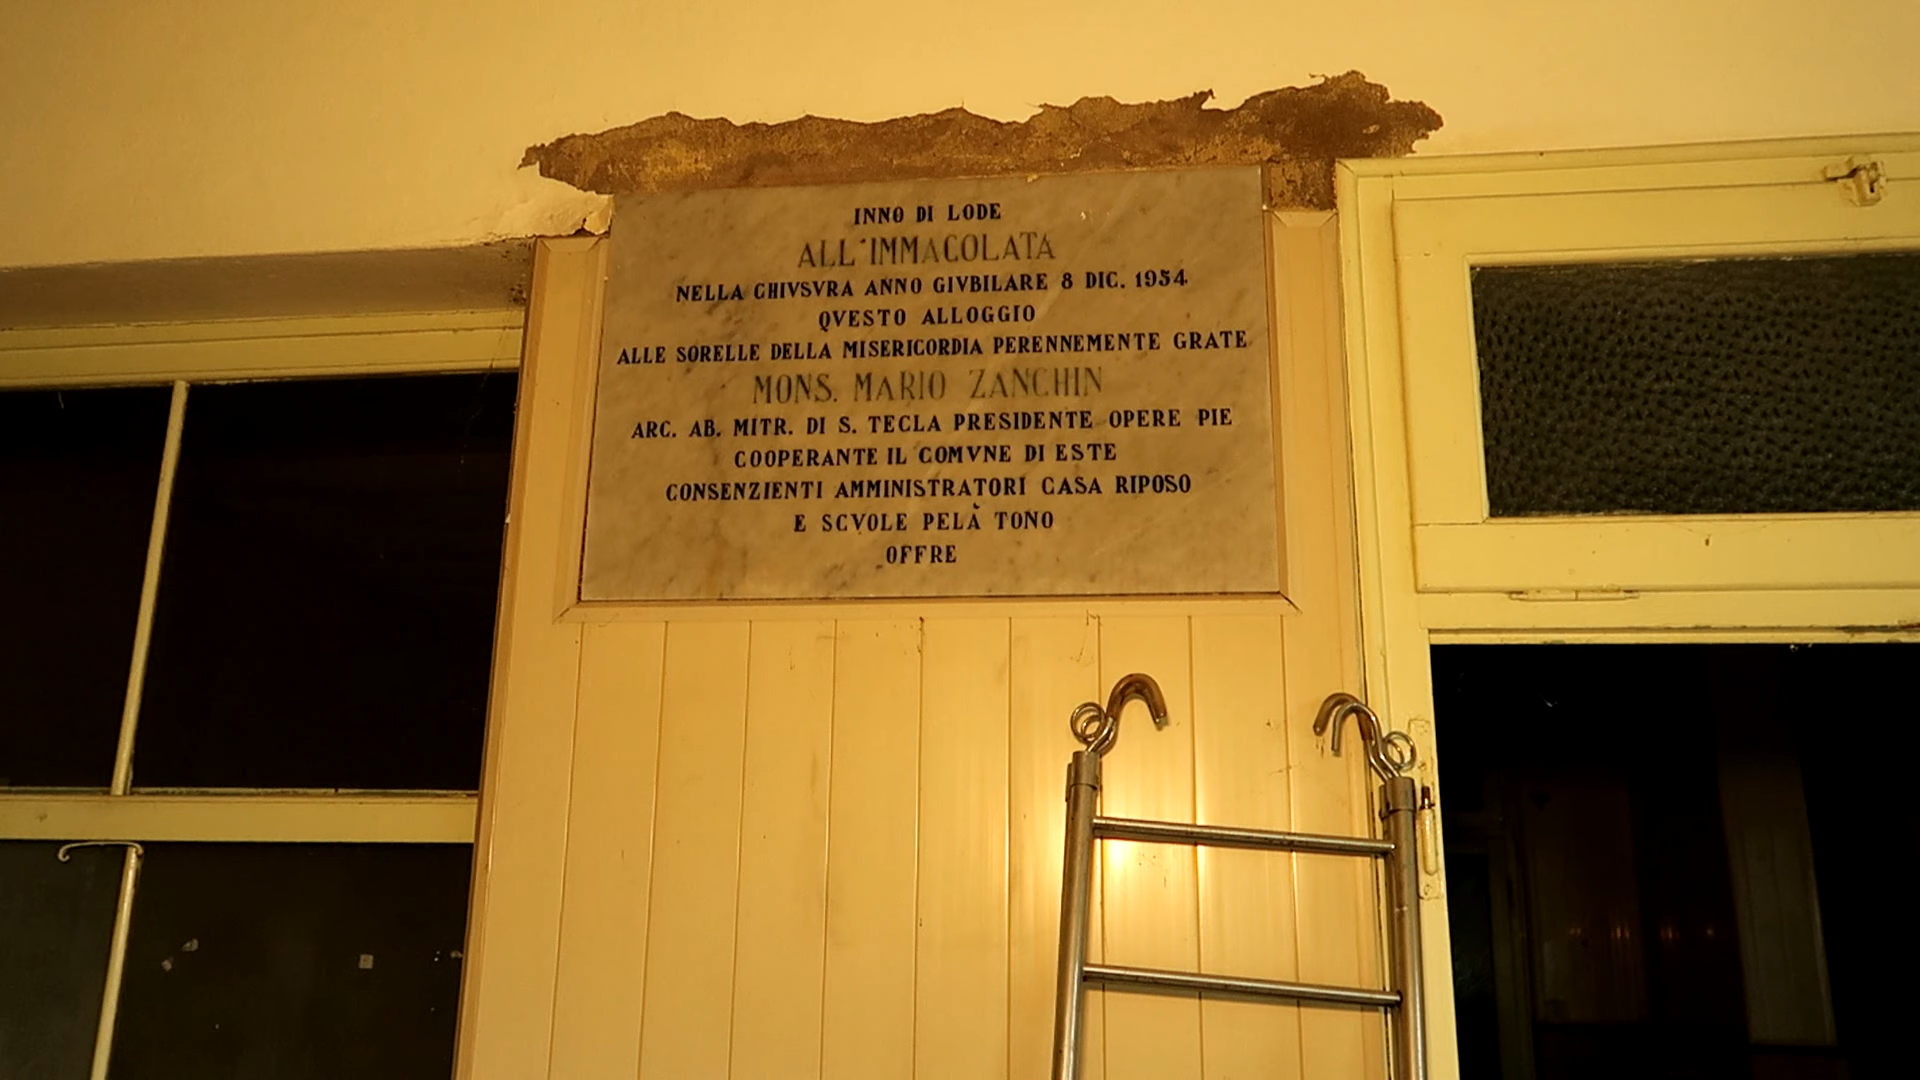 INNO DI LODE
ALL'IMMACOLATA
NELLA CHIVSVRA ANNO GIVBILARE 8 DIC. 1954
QVESTO ALLOGGIO
ALLE SORELLE DELLA MISERICORDIA PERENNEMENTE GRATE
MONS. MARIO ZANCHIN
ARC. AB. MITR. DI S. TECLA PRESIDENTE OPERE PIE
COOPERANTE IL COMVNE DI ESTE
CONSENZIENTI AMMINISTRATORI CASA RIPOSO
E SCVOLE PELÀ TONO
OFFRE